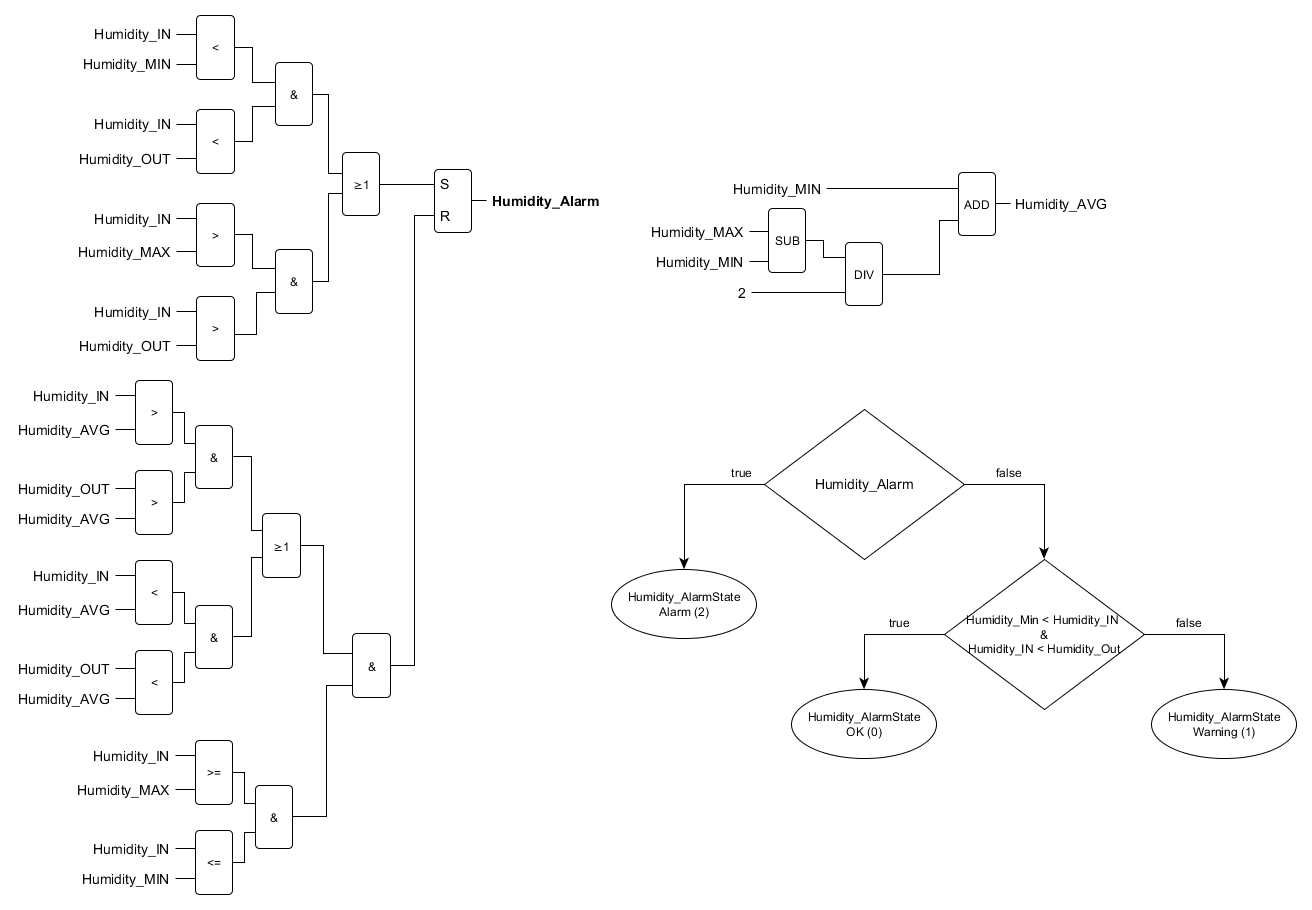 Humidity_IN
Humidity_MIN
<
Humidity_IN
Humidity_OUT
<
&
Humidity_IN
Humidity_MAX
>
Humidity_IN
Humidity_OUT
>
&
≥1
S
R
Humidity_Alarm
Humidity_IN
Humidity_AVG
>
Humidity_OUT
Humidity_AVG
>
&
Humidity_IN
Humidity_AVG
<
Humidity_OUT
Humidity_AVG
<
&
≥1
Humidity_IN
Humidity_MAX
>=
Humidity_IN
Humidity_MIN
<=
&
&
Humidity_MIN
Humidity_MAX
Humidity_MIN
SUB
2
DIV
ADD
Humidity_AVG
Humidity_Alarm
true
false
Humidity_AlarmState
Alarm (2)
Humidity_Min < Humidity_IN
&
Humidity_IN < Humidity_Out
true
false
Humidity_AlarmState
OK (0)
Humidity_AlarmState
Warning (1)